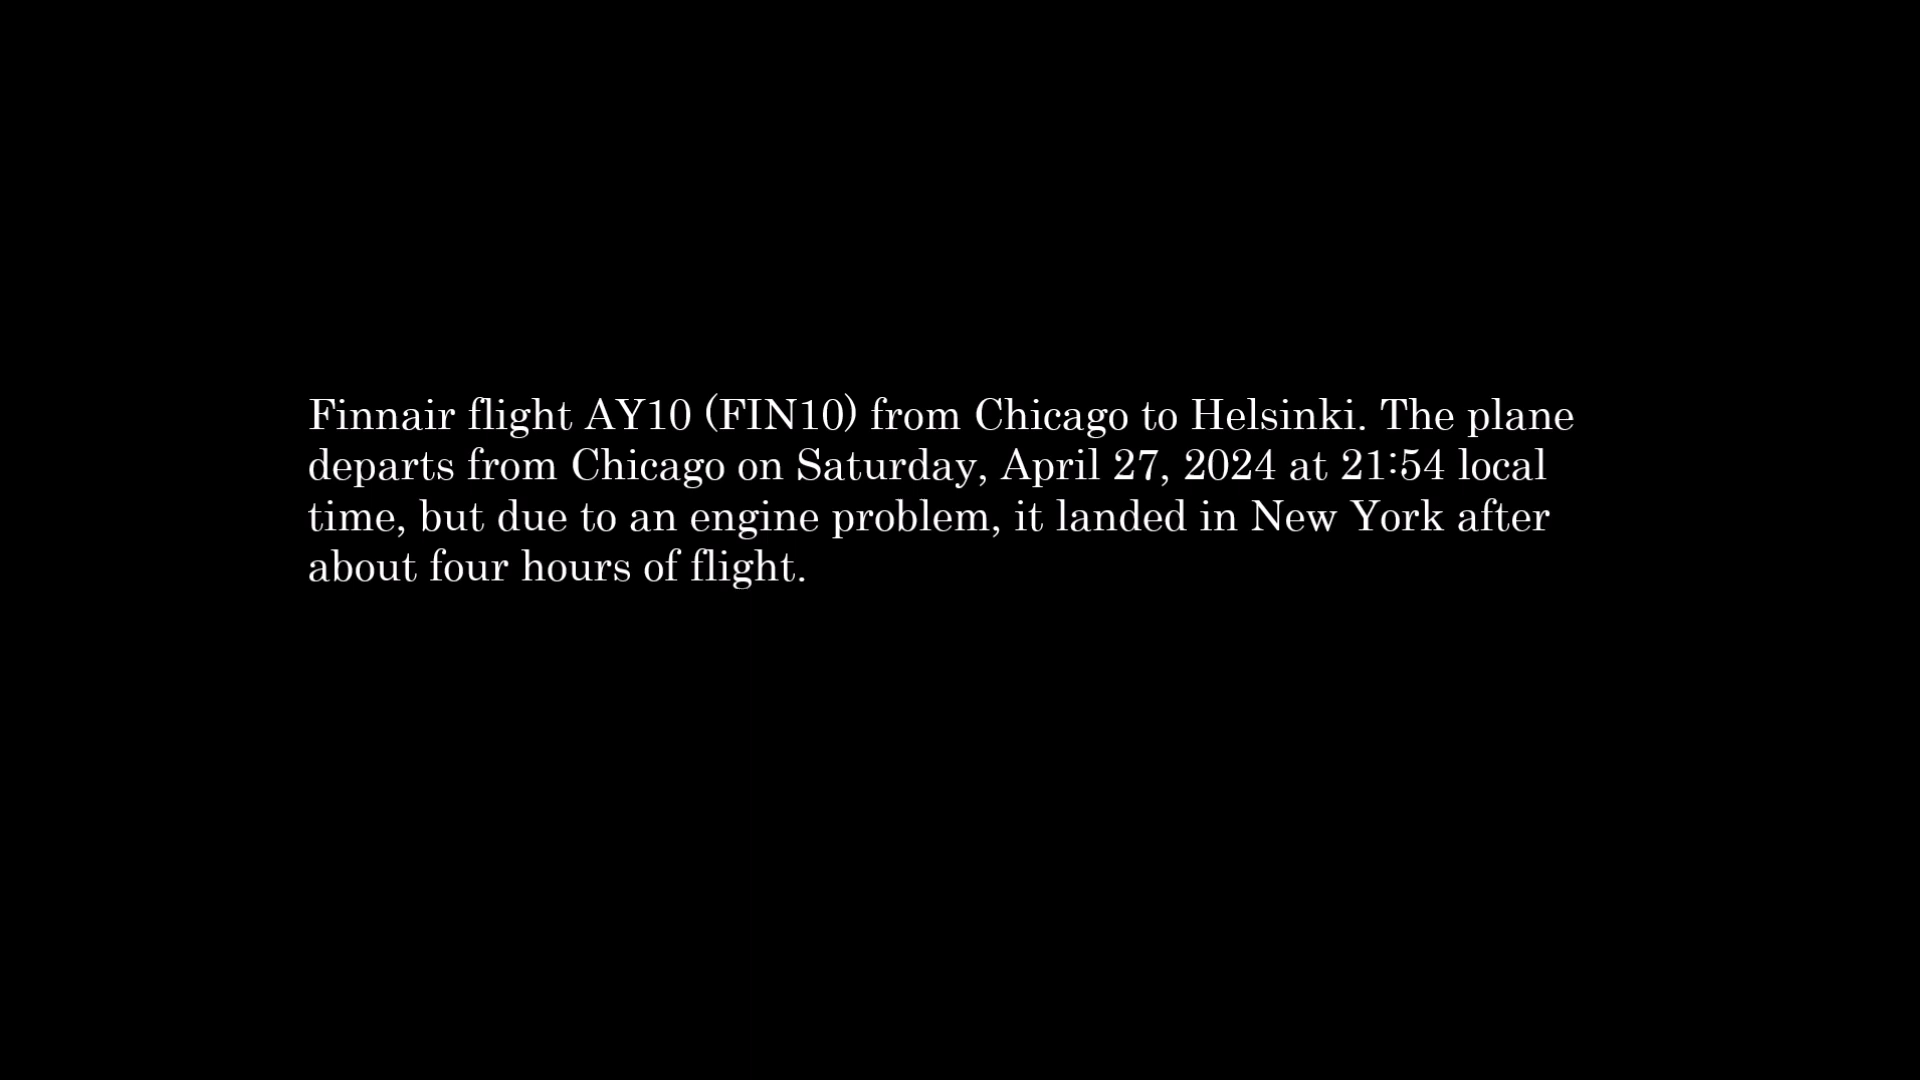 Finnair flight AY10 (FIN10) from Chicago to Helsinki. The plane
departs from Chicago on Saturday, April 27, 2024 at 21:54 local
time, but due to an engine problem, it landed in New York after
about four hours of flight.